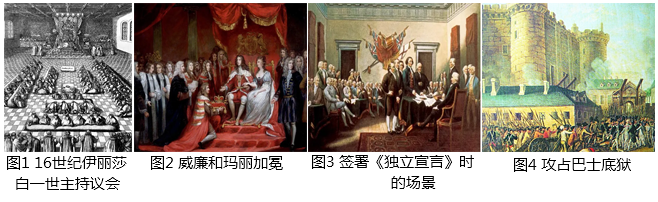 图1 16世纪伊丽莎
白一世主持议会
图2 威廉和玛丽加冕
图3 签署《独立宣言》时
的场景
图4 攻占巴士底狱